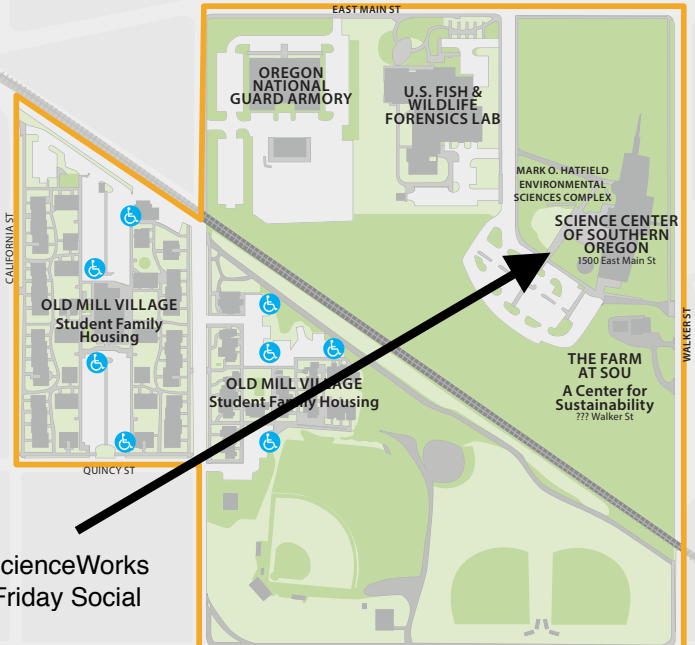 EAST MAIN ST
OREGON
NATIONAL
GUARD ARMORY
U.S. FISH &
WILDLIFE
FORENSICS LAB
MARK O. HATFIELD
ENVIRONMENTAL
SCIENCES COMPLEX
SCIENCE CENTER
OF SOUTHERN
OREGON
1500 East Main St
CALIFORNIA ST
OLD MILL VILLAGE
Student Family
Housing
WALKER ST
THE FARM
AT SOU
A Center for
Sustainability
??? Walker St
OLD MILL VILLAGE
Student Family Housing
QUINCY ST
cienceWorks
Friday Social